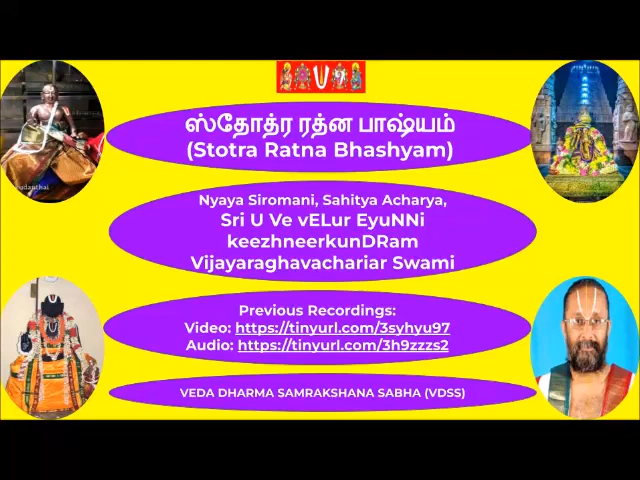 ஸ்தோத்ர ரத்ன பாஷ்யம்
(Stotra Ratna Bhashyam)
Nyaya Siromani, Sahitya Acharya,
Sri U Ve vELur EyuNNi
keezhneerkunDRam
Vijayaraghavachariar Swami
Previous Recordings:
Video: https://tinyurl.com/3syhyu97
Audio: https://tinyurl.com/3h9zzzs2
VEDA DHARMA SAMRAKSHANA SABHA (VDSS)